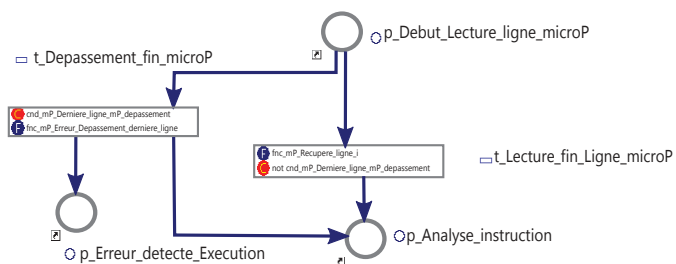 p_Debut_Lecture_ligne_microP
t_Depassement_fin_microP
C cnd_mP_Derniere_ligne_mP_depassement
F fnc_mP_Erreur_Depassement_derniere_ligne
F fnc_mP_Recupere_ligne_i
C not cnd_mP_Derniere_ligne_mP_depassement
t_Lecture_fin_Ligne_microP
p_Analyse_instruction
p_Erreur_detecte_Execution